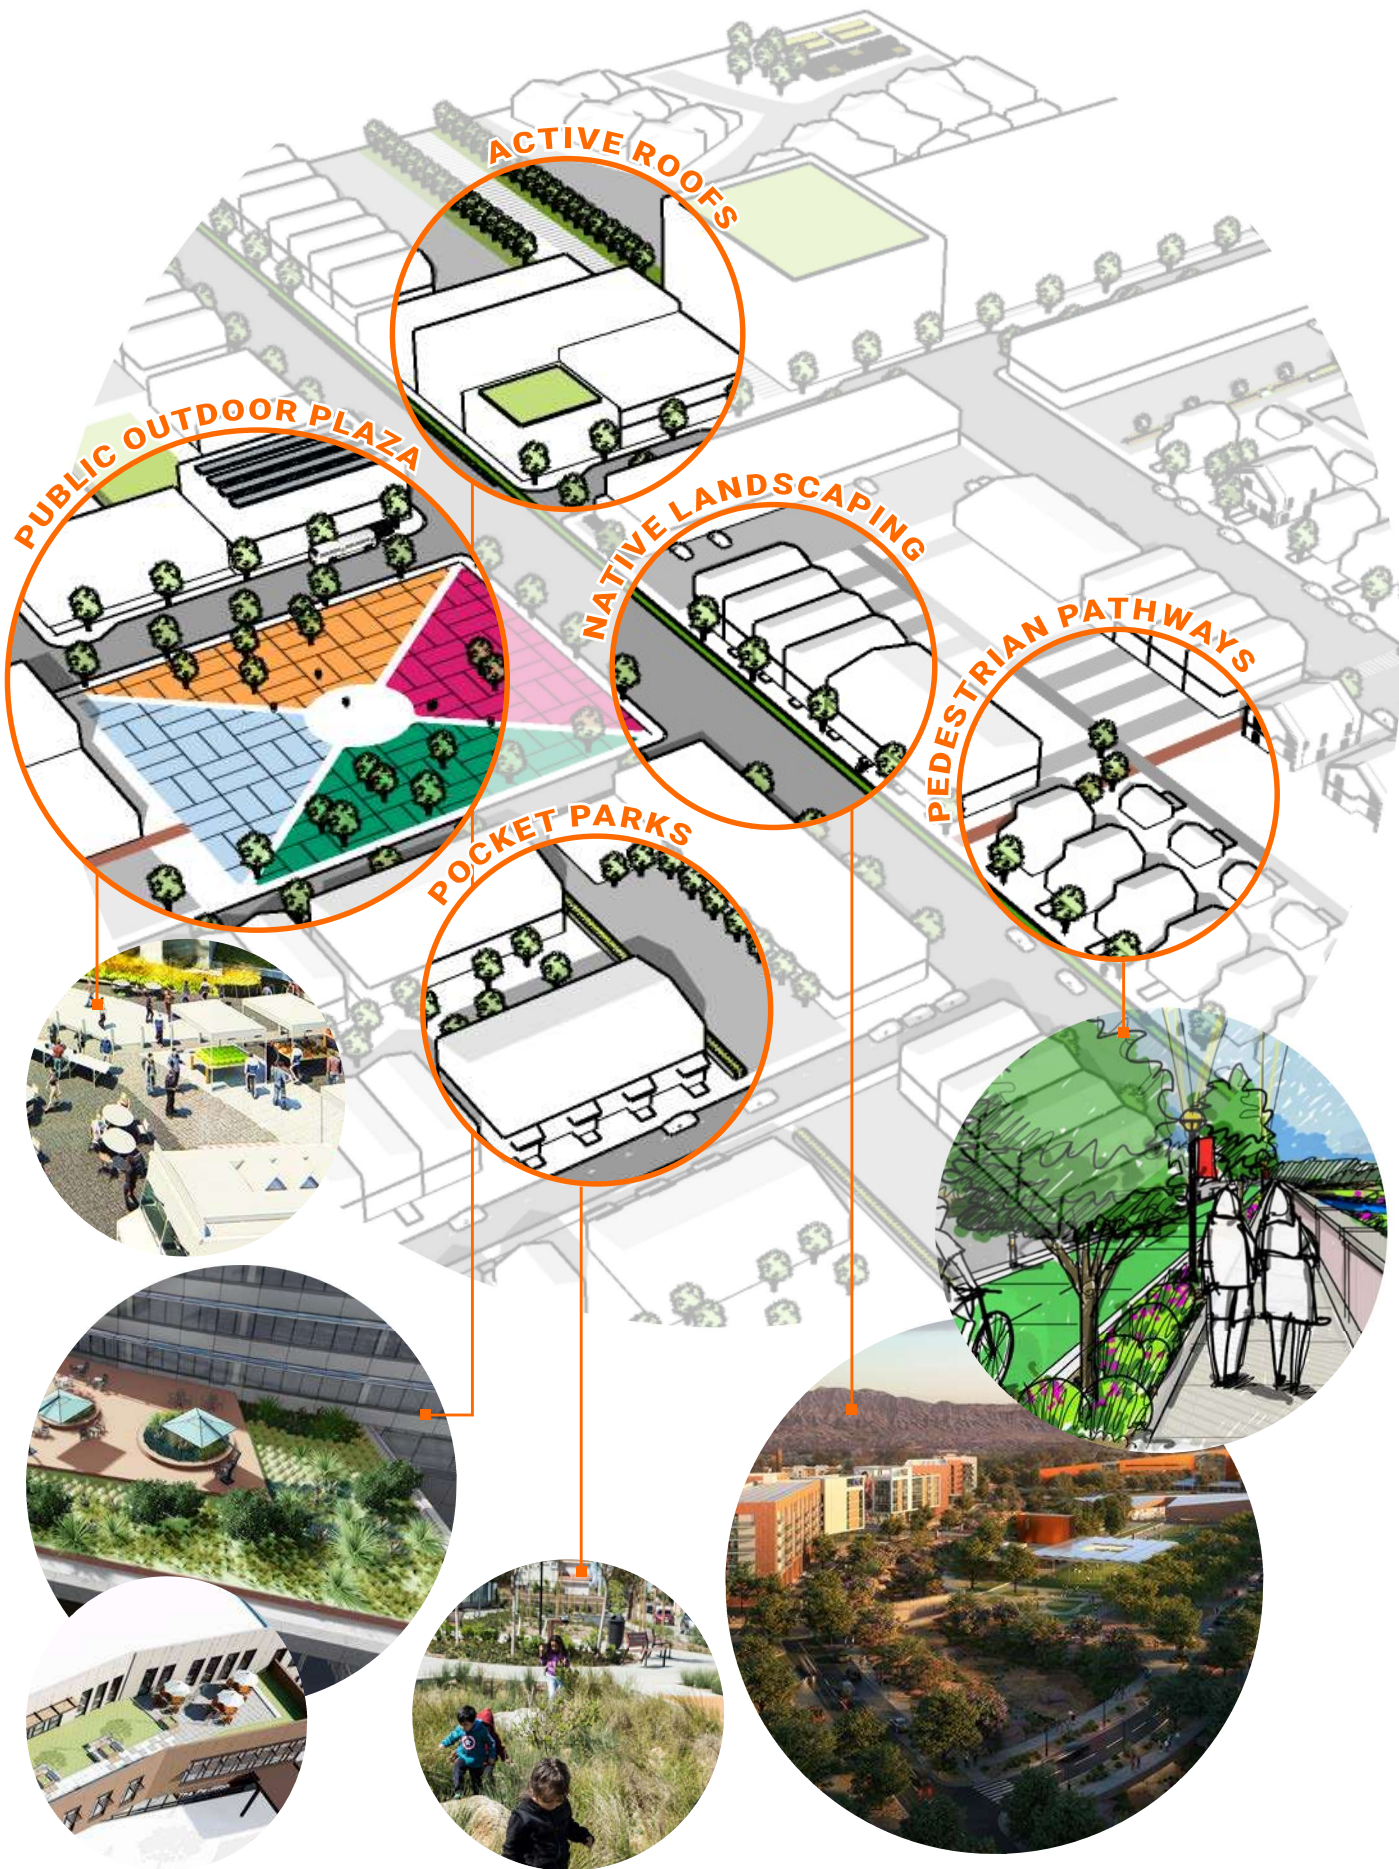 ACTIVE ROOFS
PUBLIC OUTDOOR PLAZA
NATIVE LANDSCAPING
PEDESTRIAN PATHWAYS
POCKET PARKS